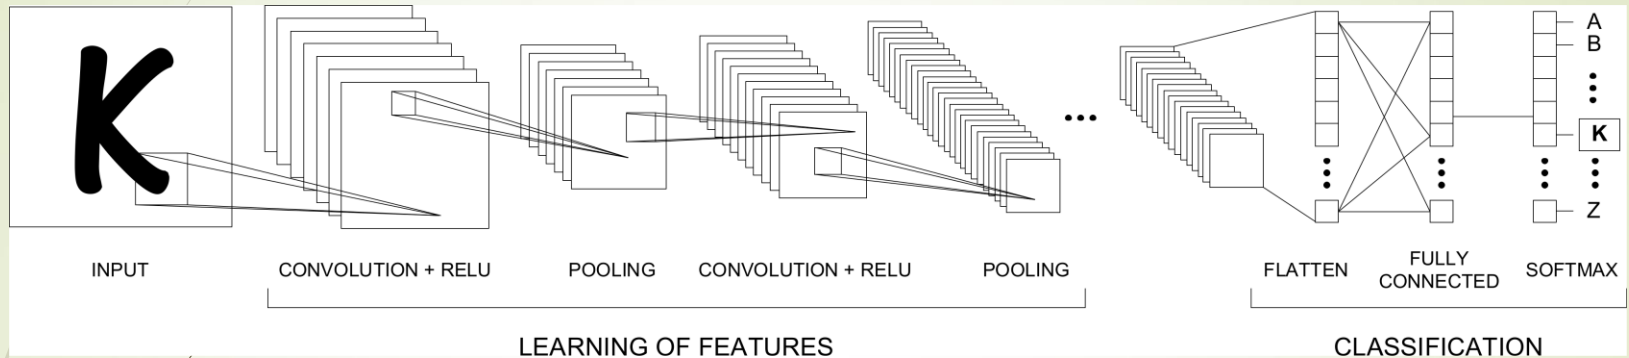 K
A
B
K
Z
INPUT
CONVOLUTION + RELU
POOLING
CONVOLUTION + RELU
POOLING
FLATTEN
FULLY
CONNECTED
SOFTMAX
LEARNING OF FEATURES
CLASSIFICATION